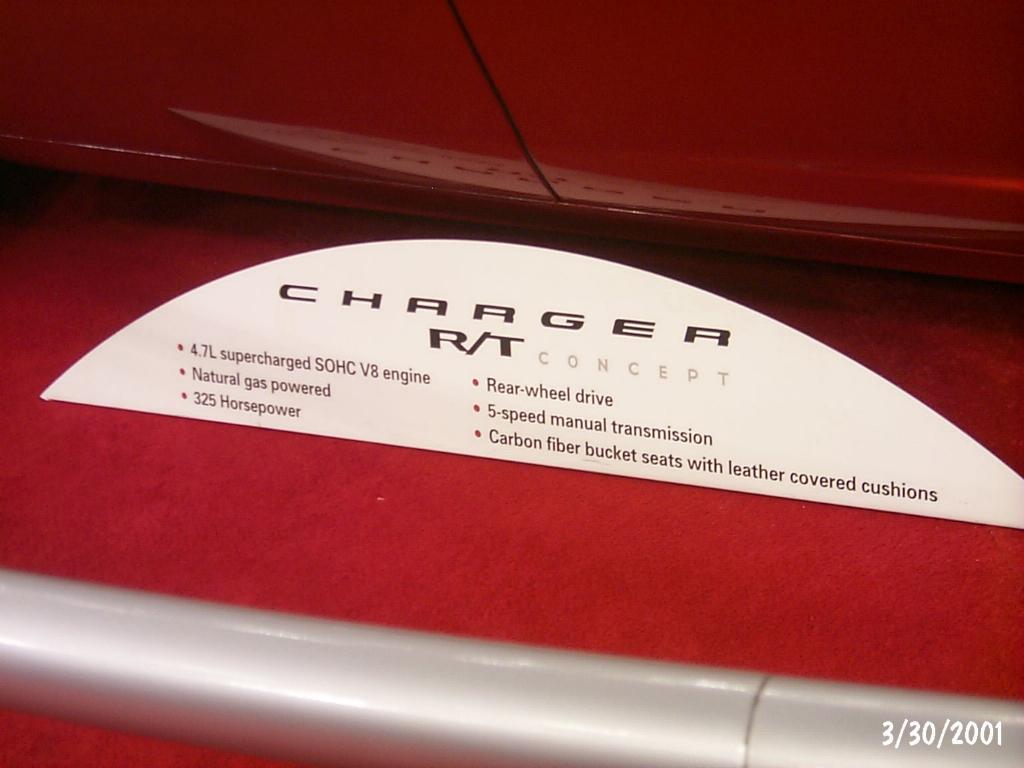 CHARGER
R/T CONCEPT
• 4.7L supercharged SOHC V8 engine
• Natural gas powered
• 325 Horsepower
• Rear-wheel drive
• 5-speed manual transmission
• Carbon fiber bucket seats with leather covered cushions
3/30/2001